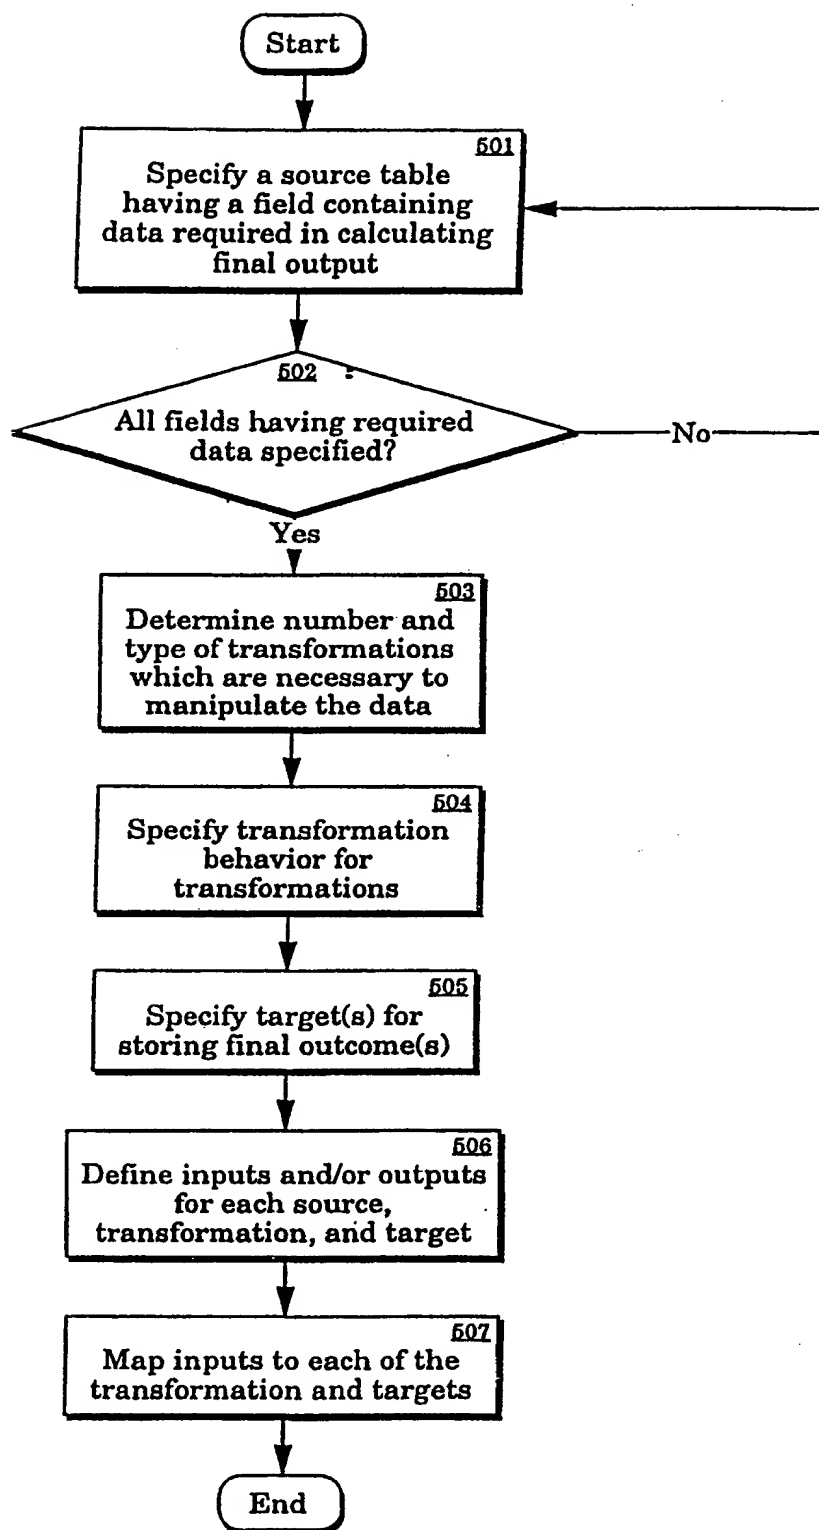 Start
501
Specify a source table
having a field containing
data required in calculating
final output
502
All fields having required
data specified?
No
Yes
503
Determine number and
type of transformations
which are necessary to
manipulate the data
504
Specify transformation
behavior for
transformations
505
Specify target(s) for
storing final outcome(s)
506
Define inputs and/or outputs
for each source,
transformation, and target
507
Map inputs to each of the
transformation and targets
End